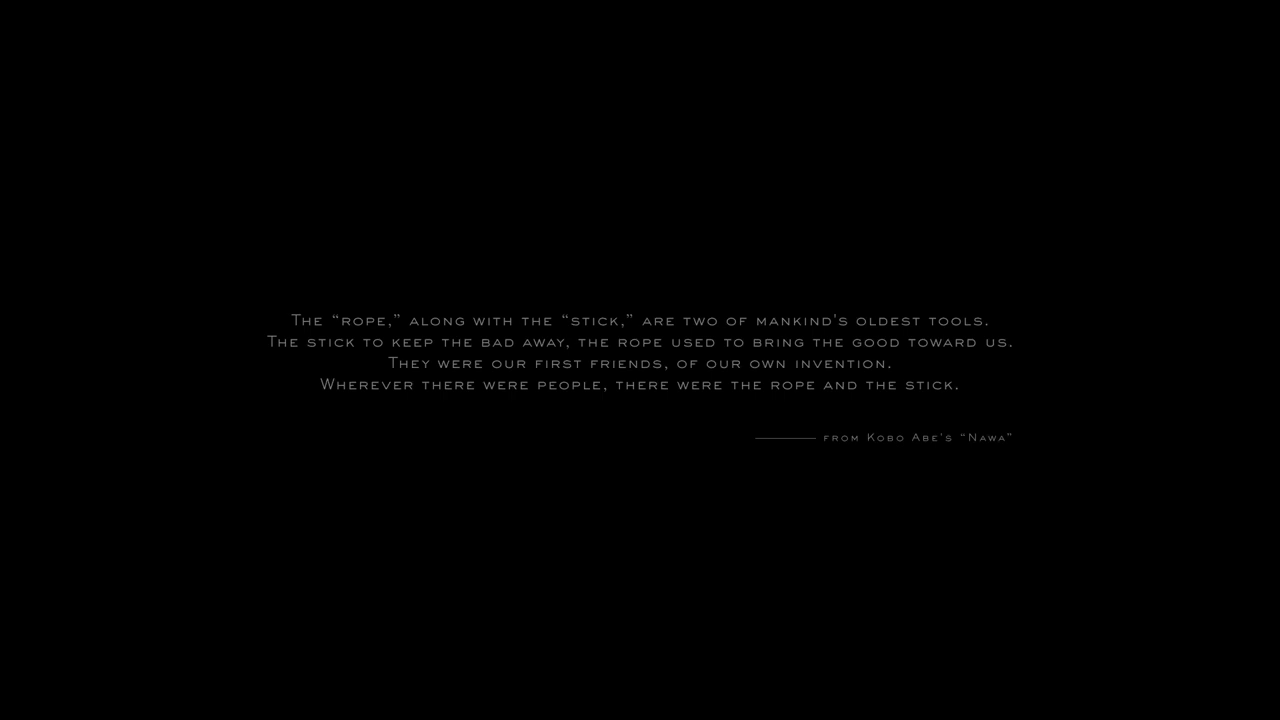 The “rope,” along with the “stick,” are two of mankind's oldest tools.
The stick to keep the bad away, the rope used to bring the good toward us.
They were our first friends, of our own invention.
Wherever there were people, there were the rope and the stick.
——— from Kobo Abe's “Nawa”